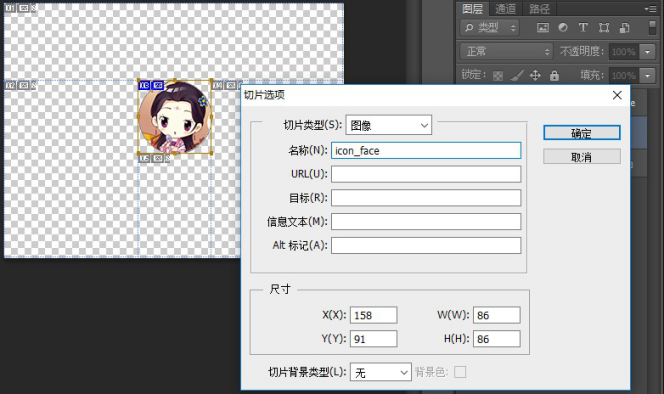 图层 通道 路径
类型
正常 不透明度: 100%
锁定: 填充: 100%
切片选项
切片类型(S): 图像
确定
名称(N): icon_face
取消
URL(U):
目标(R):
信息文本(M):
Alt 标记(A):
尺寸
X(X): 158 W(W): 86
Y(Y): 91 H(H): 86
切片背景类型(L): 无 背景色: